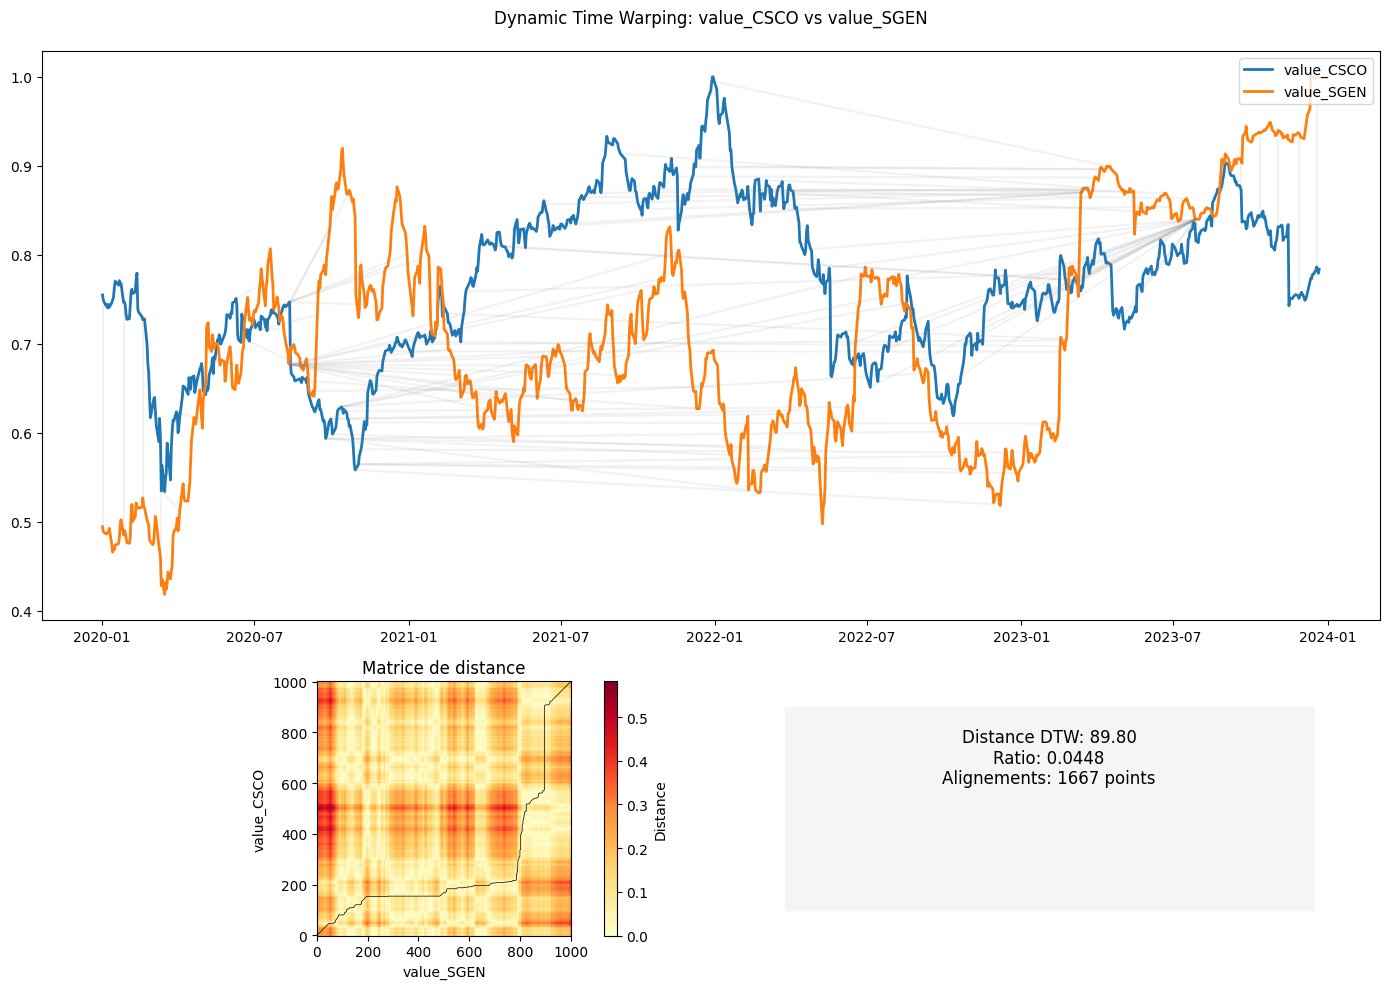 Dynamic Time Warping: value_CSCO vs value_SGEN
value_CSCO
value_SGEN
1.0
0.9
0.8
0.7
0.6
0.5
0.4
2020-01 2020-07 2021-01 2021-07 2022-01 2022-07 2023-01 2023-07 2024-01
Matrice de distance
value_CSCO
1000
800
600
400
200
0
0 200 400 600 800 1000
value_SGEN
0.5
0.4
0.3
0.2
0.1
0.0
Distance
Distance DTW: 89.80
Ratio: 0.0448
Alignements: 1667 points